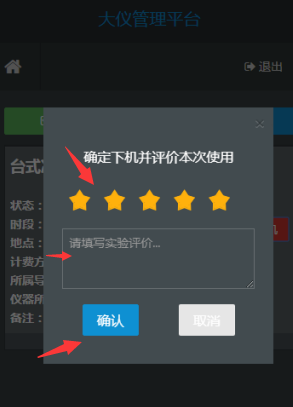 大仪管理平台
退出
×
确定下机并评价本次使用
台式
状态：
时段：
请填写实验评价...
地点：
计费方
所属导
仪器所
备注：
确认
取消